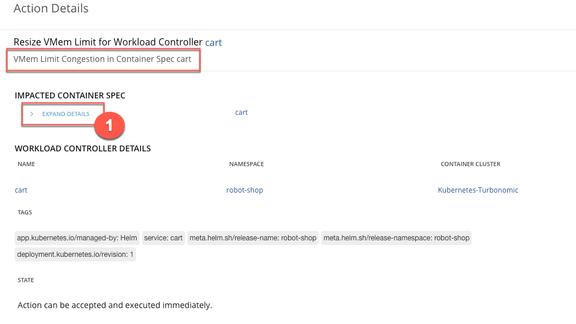 Action Details
Resize VMem Limit for Workload Controller cart
VMem Limit Congestion in Container Spec cart
IMPACTED CONTAINER SPEC
> EXPAND DETAILS cart
1
WORKLOAD CONTROLLER DETAILS
NAME NAMESPACE CONTAINER CLUSTER
cart robot-shop Kubernetes-Turbonomic
TAGS
app.kubernetes.io/managed-by: Helm service: cart meta.helm.sh/release-name: robot-shop meta.helm.sh/release-namespace: robot-shop
deployment.kubernetes.io/revision: 1
STATE
Action can be accepted and executed immediately.